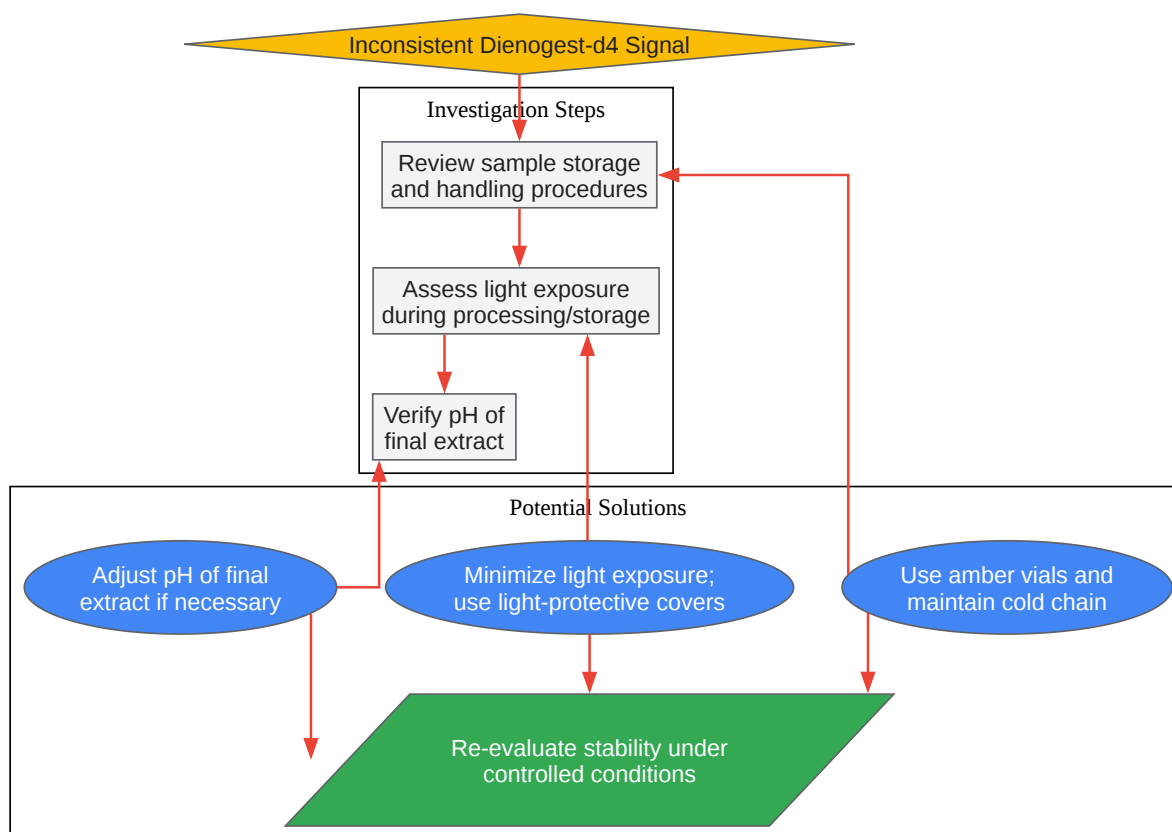 Inconsistent Dienogest-d4 Signal
Investigation Steps
Review sample storage
and handling procedures
Assess light exposure
during processing/storage
Verify pH of
final extract
Potential Solutions
Adjust pH of final
extract if necessary
Minimize light exposure;
use light-protective covers
Use amber vials and
maintain cold chain
Re-evaluate stability under
controlled conditions